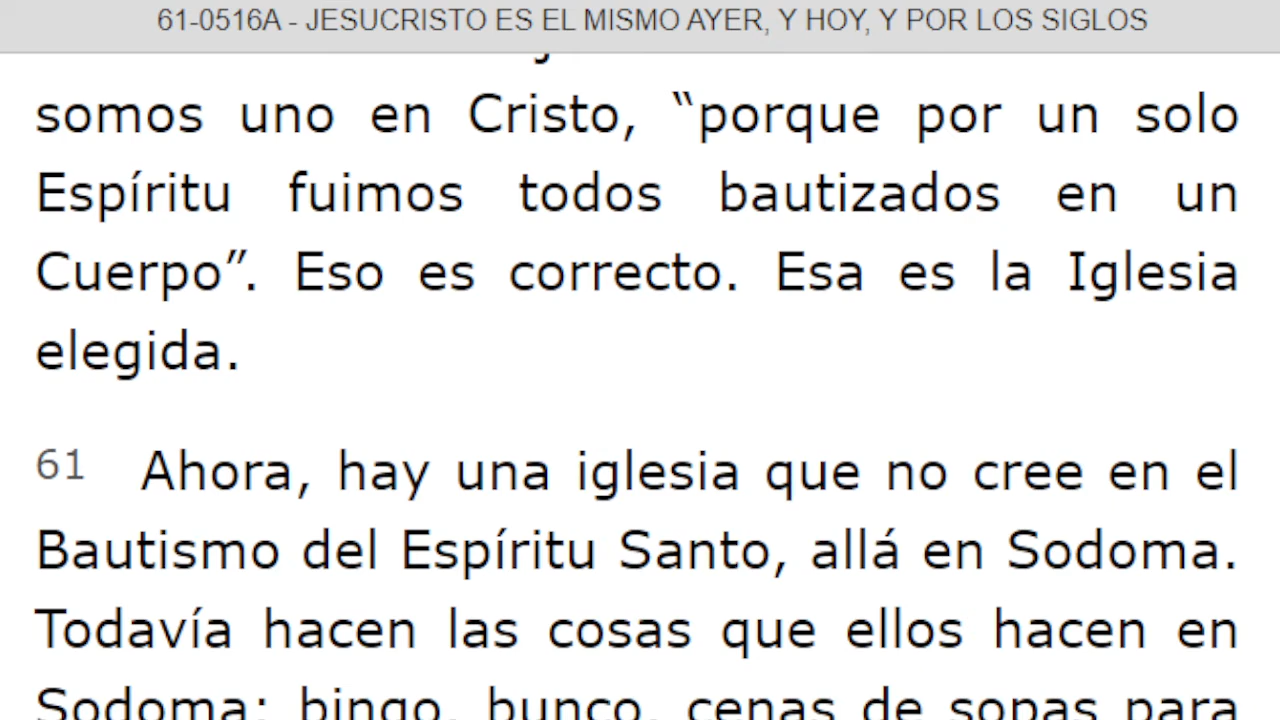 61-0516A - JESUCRISTO ES EL MISMO AYER, Y HOY, Y POR LOS SIGLOS
somos uno en Cristo, “porque por un solo
Espíritu fuimos todos bautizados en un
Cuerpo”. Eso es correcto. Esa es la Iglesia
elegida.
61 Ahora, hay una iglesia que no cree en el
Bautismo del Espíritu Santo, allá en Sodoma.
Todavía hacen las cosas que ellos hacen en
Sodoma: bingo, bunco, cenas de sopas para